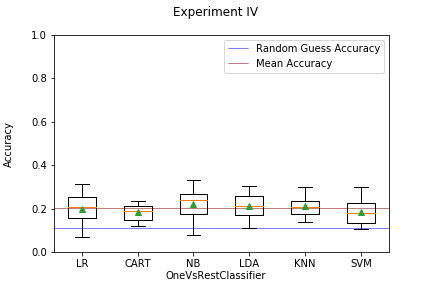 Experiment IV
1.0
Random Guess Accuracy
Mean Accuracy
0.8
0.6
Accuracy
0.4
0.2
0.0
LR CART NB LDA KNN SVM
OneVsRestClassifier